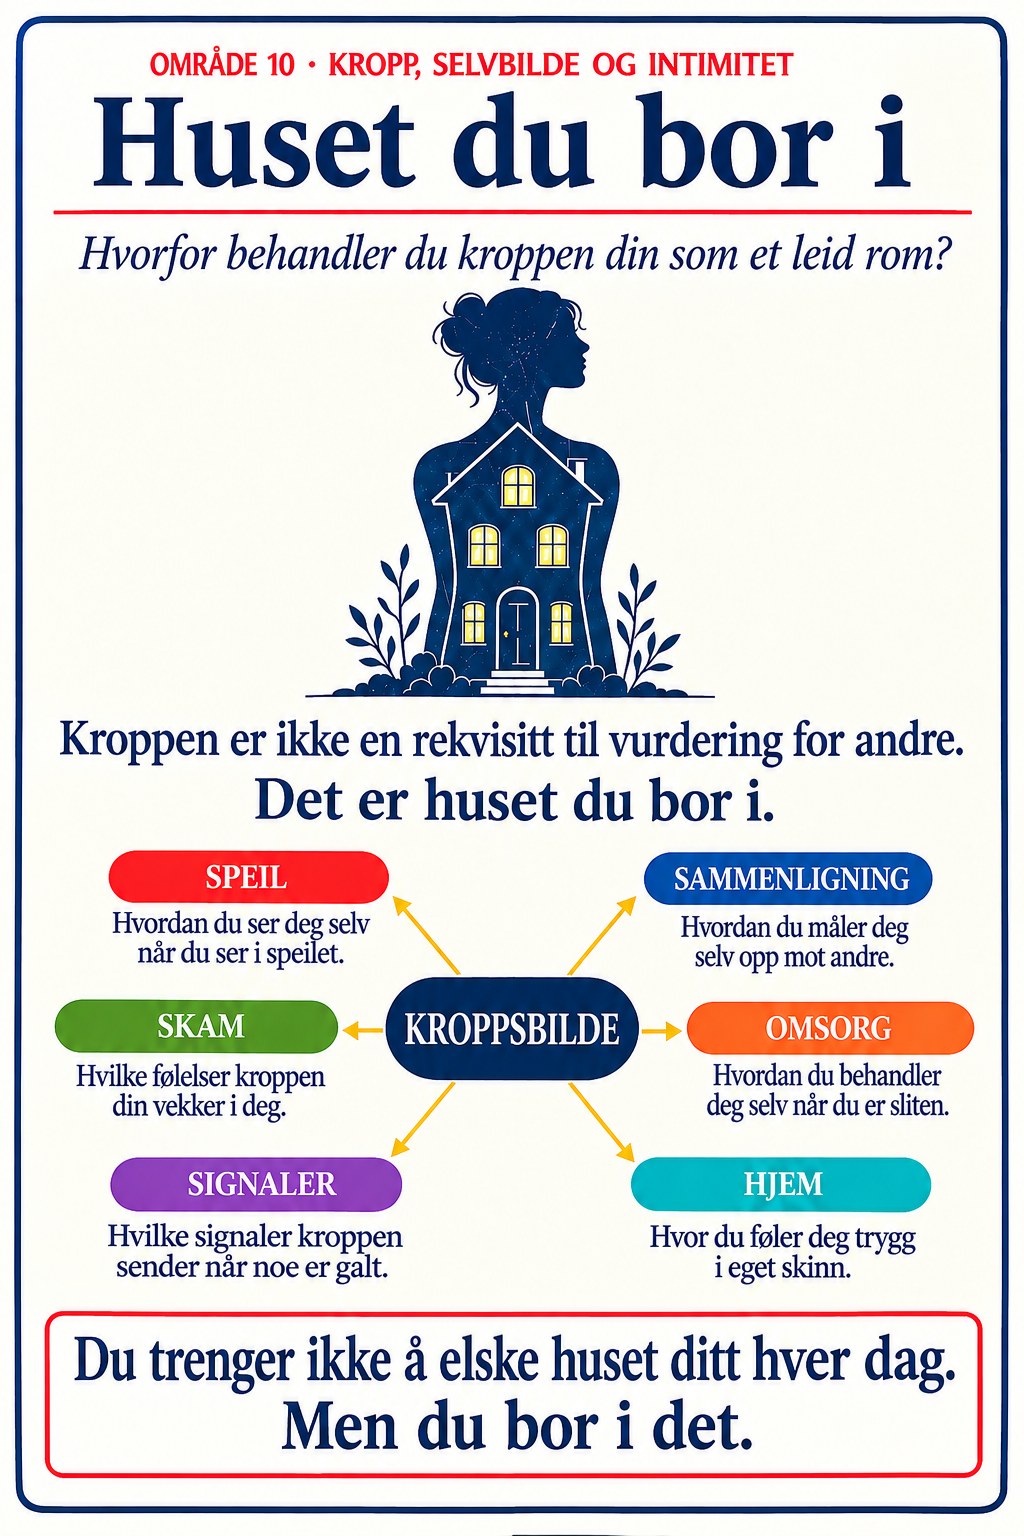 OMRÅDE 10 · KROPP, SELVBILDE OG INTIMITET
Huset du bor i
Hvorfor behandler du kroppen din som et leid rom?
Kroppen er ikke en rekvisitt til vurdering for andre.
Det er huset du bor i.
SPEIL
Hvordan du ser deg selv
når du ser i speilet.
SAMMENLIGNING
Hvordan du måler deg
selv opp mot andre.
SKAM
Hvilke følelser kroppen
din vekker i deg.
KROPPSBILDE
OMSORG
Hvordan du behandler
deg selv når du er sliten.
SIGNALER
Hvilke signaler kroppen
sender når noe er galt.
HJEM
Hvor du føler deg trygg
i eget skinn.
Du trenger ikke å elske huset ditt hver dag.
Men du bor i det.